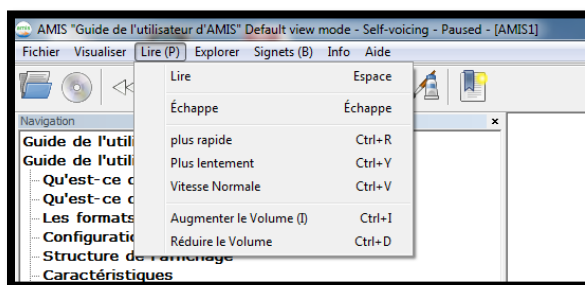 AMIS "Guide de l'utilisateur d'AMIS" Default view mode - Self-voicing - Paused - [AMIS1]
Fichier Visualiser Lire (P) Explorer Signets (B) Info Aide
Lire Espace
Échappe Échappe
plus rapide Ctrl+R
Plus lentement Ctrl+Y
Vitesse Normale Ctrl+V
Augmenter le Volume (I) Ctrl+I
Réduire le Volume Ctrl+D
Navigation x
Guide de l'utili
Guide de l'utili
Qu'est-ce
Qu'est-ce
Les formats
Configuratio
Structure de l'affichage
Caractéristiques